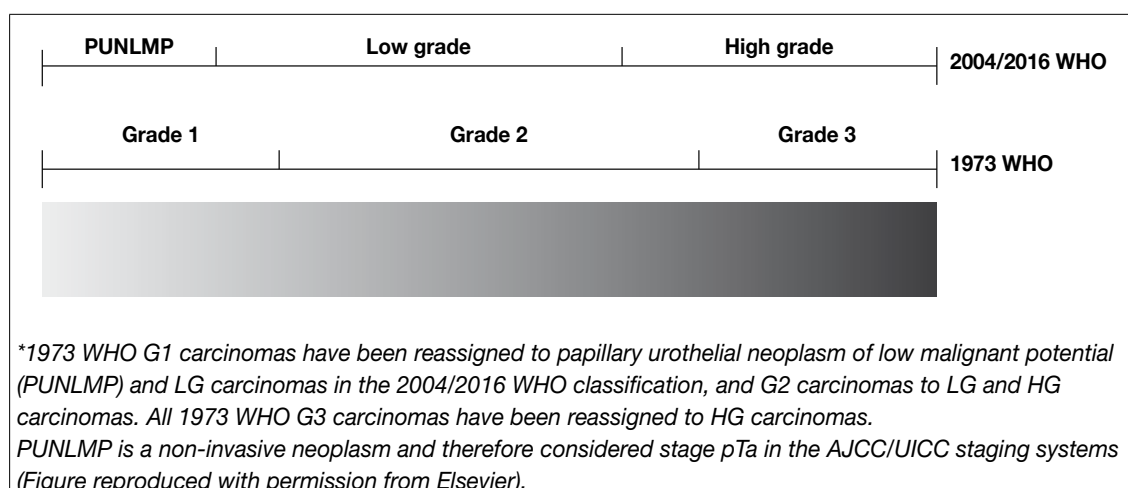 PUNLMP Low grade High grade 2004/2016 WHO
Grade 1 Grade 2 Grade 3 1973 WHO
*1973 WHO G1 carcinomas have been reassigned to papillary urothelial neoplasm of low malignant potential
(PUNLMP) and LG carcinomas in the 2004/2016 WHO classification, and G2 carcinomas to LG and HG
carcinomas. All 1973 WHO G3 carcinomas have been reassigned to HG carcinomas.
PUNLMP is a non-invasive neoplasm and therefore considered stage pTa in the AJCC/UICC staging systems
(Figure reproduced with permission from Elsevier).